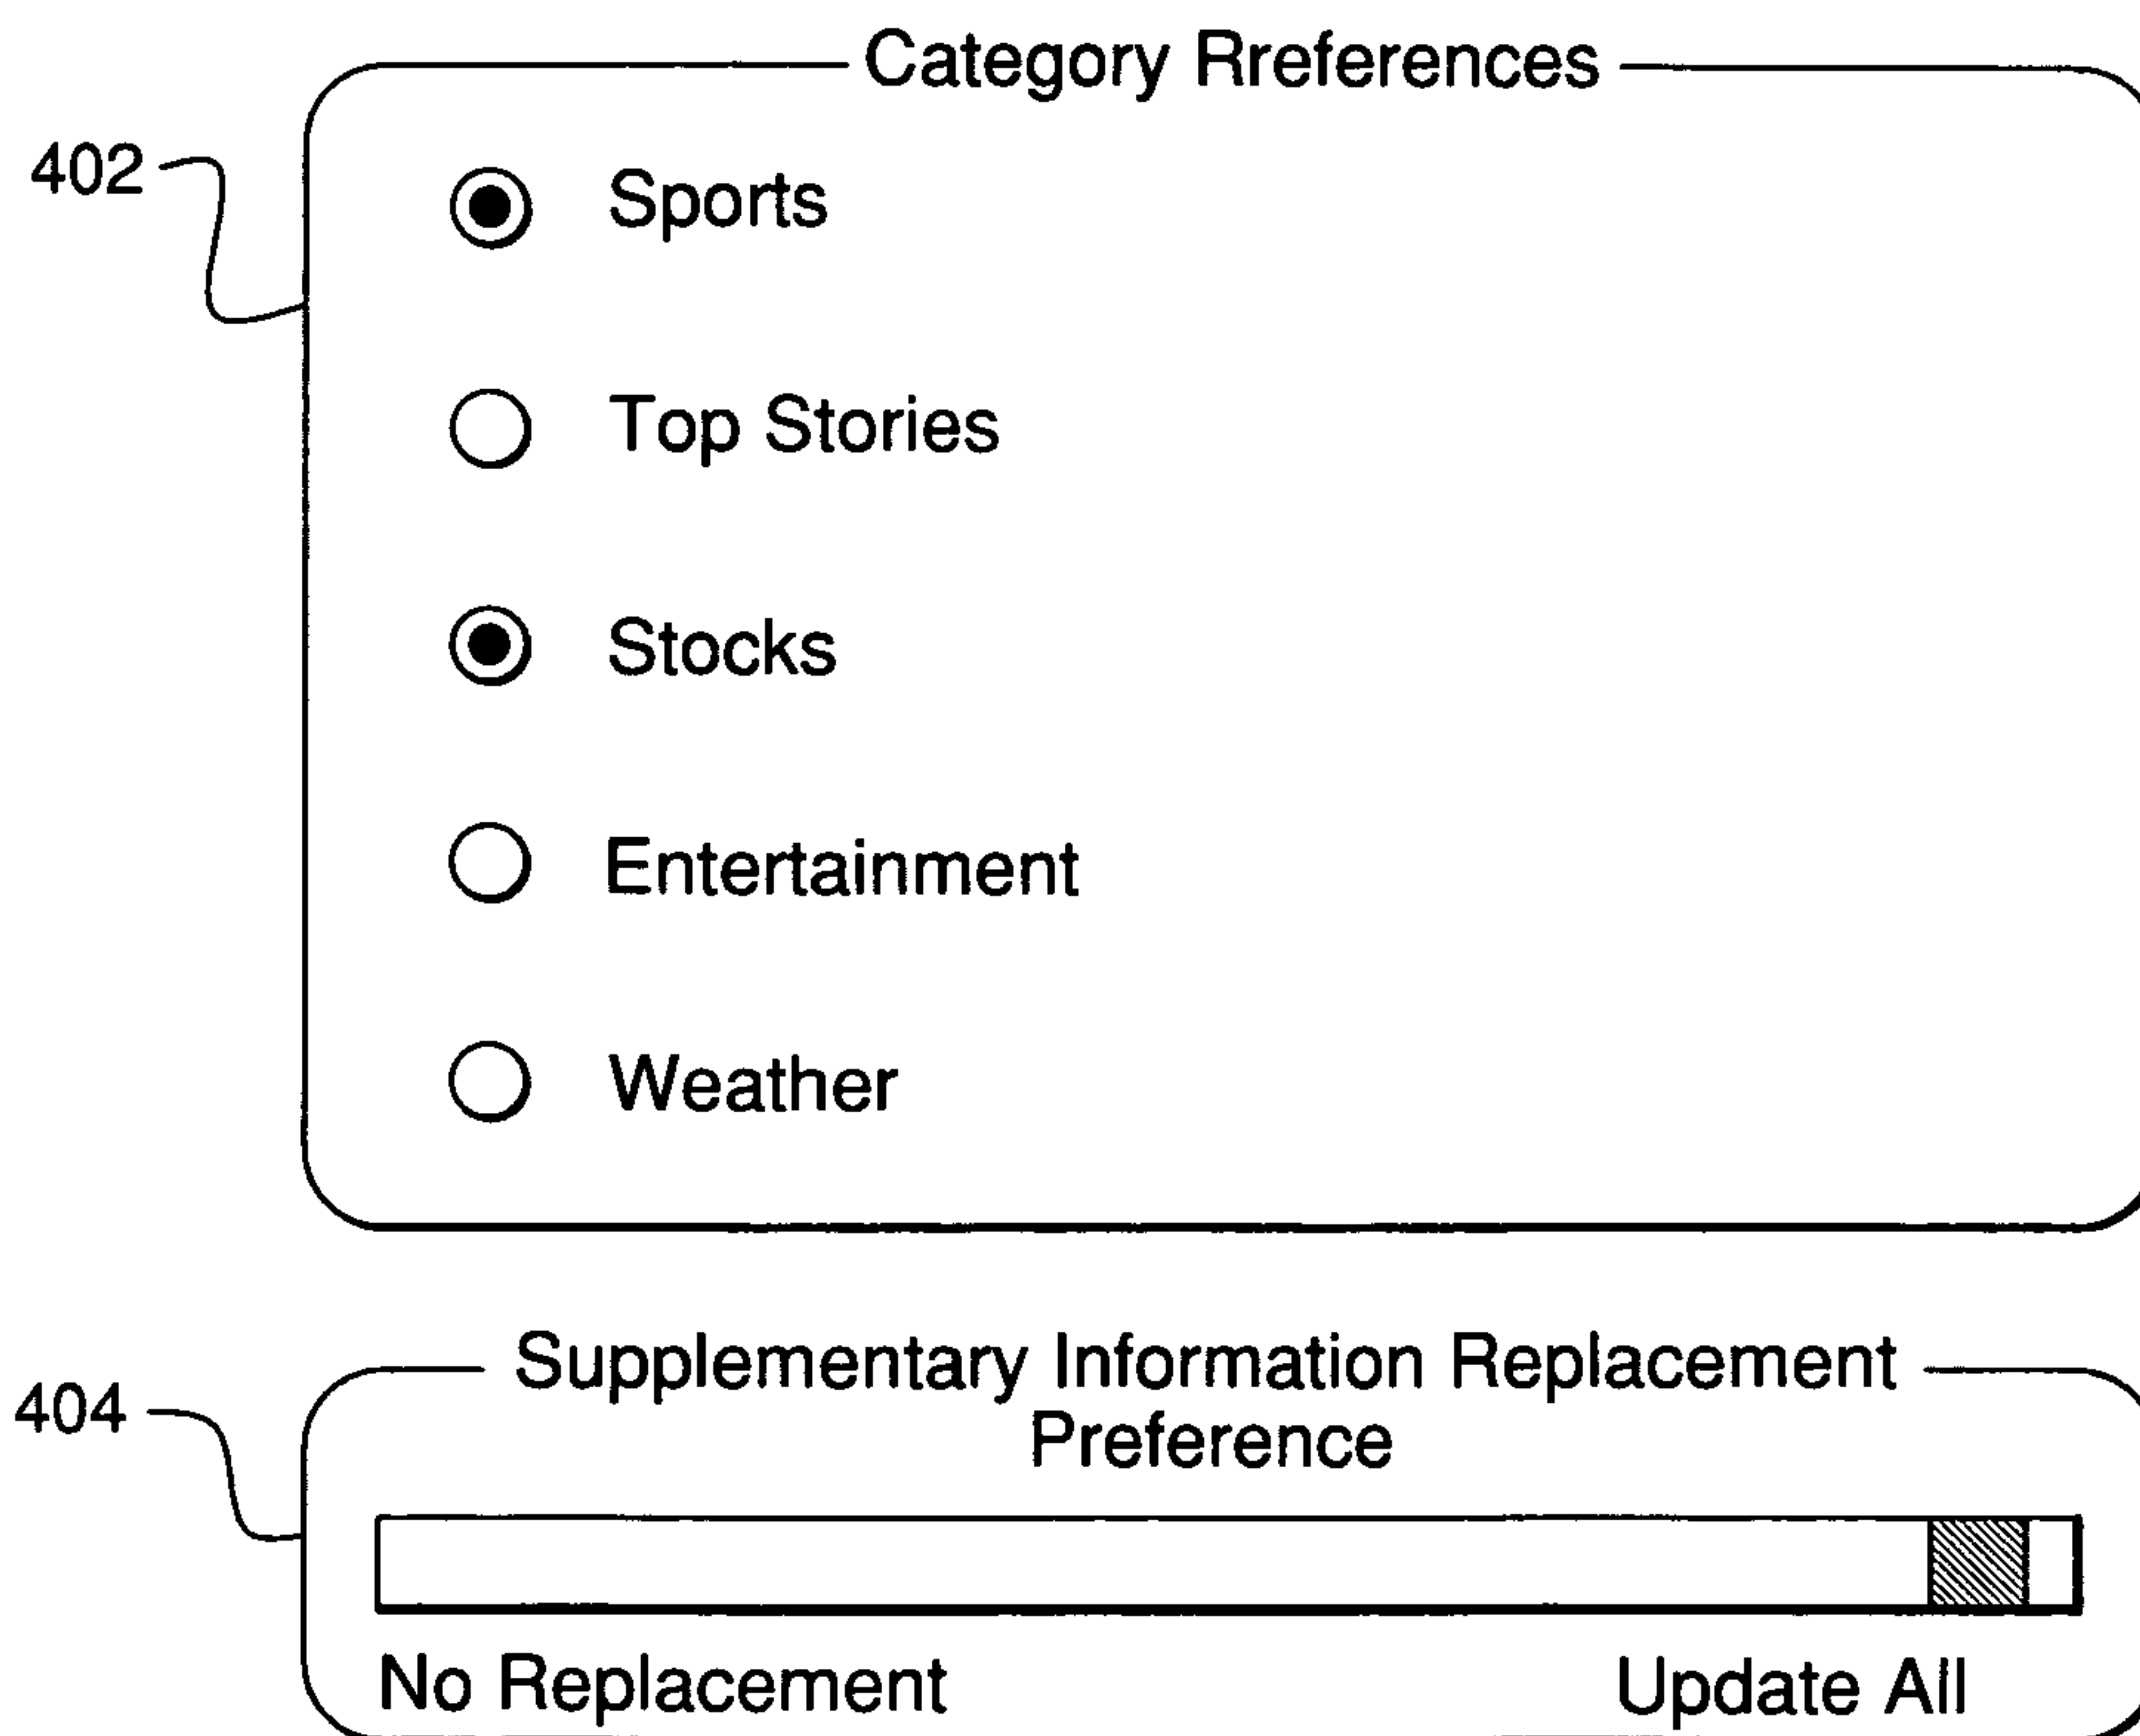 Category Rreferences
402
Sports
Top Stories
Stocks
Entertainment
Weather
Supplementary Information Replacement
Preference
404
No Replacement
Update All